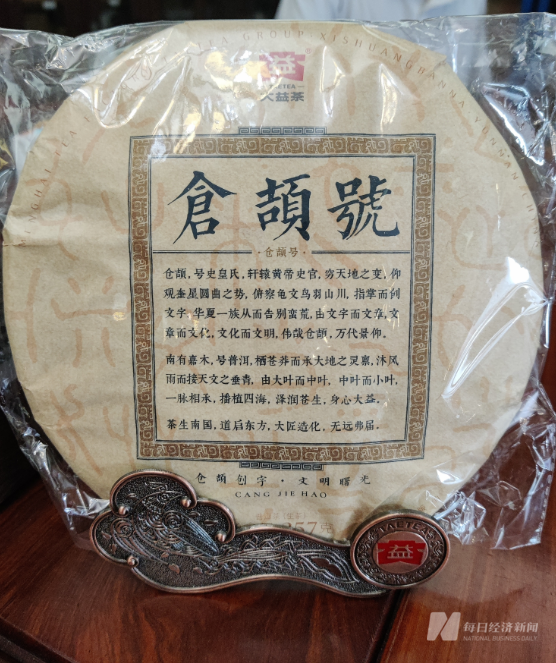 TEA GROUP
益
大益茶
倉頡號
·仓颉号·
仓颉,号史皇氏,轩辕黄帝史官,穷天地之变,仰
观奎星圆曲之势,俯察龟文鸟羽山川,指掌而创
文字,华夏一族从而告别蛮荒,由文字而文章,文
章而文化,文化而文明,伟哉仓颉,万代景仰。
南有嘉木,号普洱,栖苍莽而承大地之灵禀,沐风
雨而接天文之垂青,由大叶而中叶,中叶而小叶,
一脉相承,播植四海,泽润苍生,身心大益。
茶生南国,道启东方,大匠造化,无远弗届。
仓颉创字·文明曙光
CANG JIE HAO
357克
TAETEA
益
每日经济新闻
NATIONAL BUSINESS DAILY